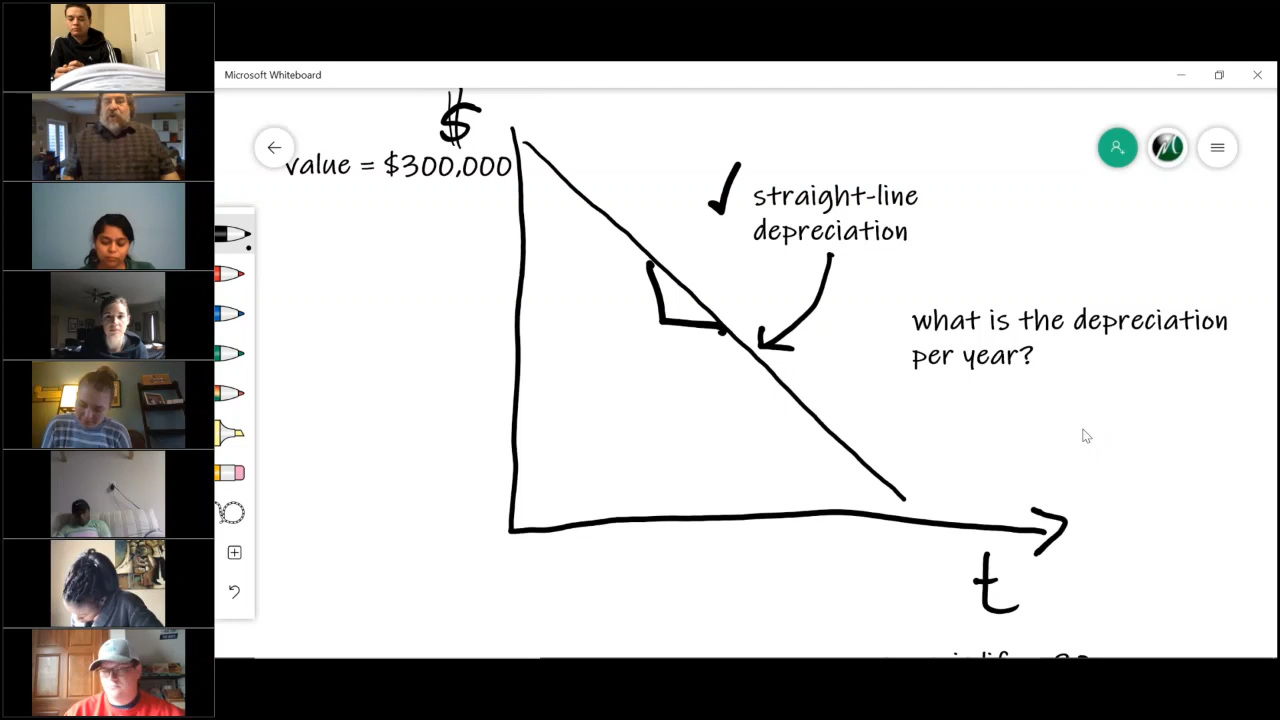 Microsoft Whiteboard
$
value = $300,000
straight-line
depreciation
what is the depreciation
per year?
t